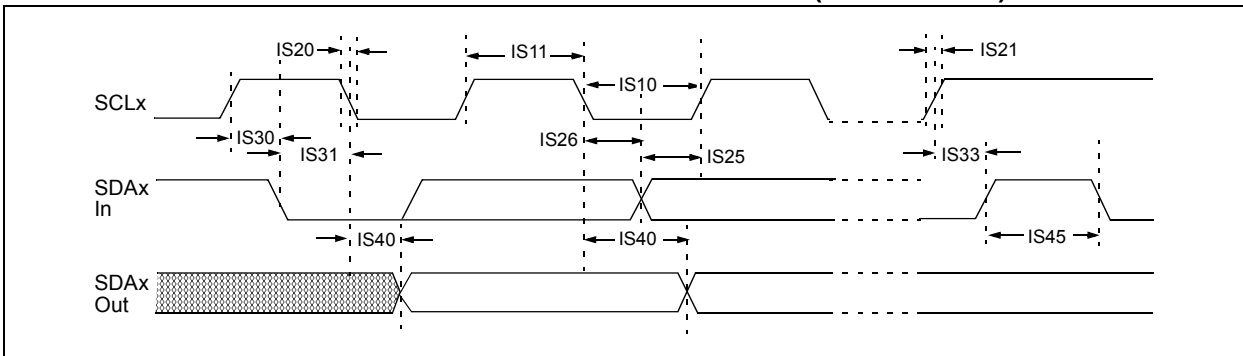 IS20
IS11
IS21
SCLx
IS10
IS30
IS31
IS26
IS25
IS33
SDAx
In
IS40
IS40
IS45
SDAx
Out